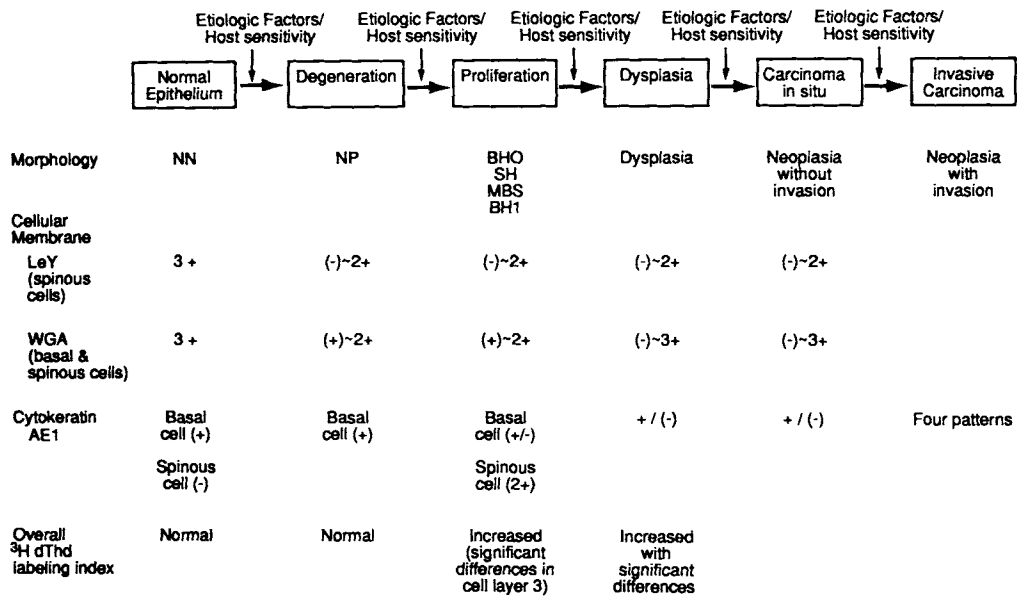 Etiologic Factors/ Etiologic Factors/ Etiologic Factors/ Etiologic Factors/ Etiologic Factors/
Host sensitivity Host sensitivity Host sensitivity Host sensitivity Host sensitivity
Normal Epithelium
Degeneration
Proliferation
Dysplasia
Carcinoma in situ
Invasive Carcinoma
Morphology NN NP BHO Dysplasia Neoplasia Neoplasia
SH without with
MBS invasion invasion
BH1
Cellular
Membrane
LeY 3 + (-)~2+ (-)~2+ (-)~2+ (-)~2+
(spinous
cells)
WGA 3 + (+)~2+ (+)~2+ (-)~3+ (-)~3+
(basal &
spinous cells)
Cytokeratin Basal Basal Basal + / (-) + / (-) Four patterns
AE1 cell (+) cell (+) cell (+/-)
Spinous Spinous
cell (-) cell (2+)
Overall Normal Normal Increased Increased
³H dThd (significant with
labeling index differences in significant
cell layer 3) differences